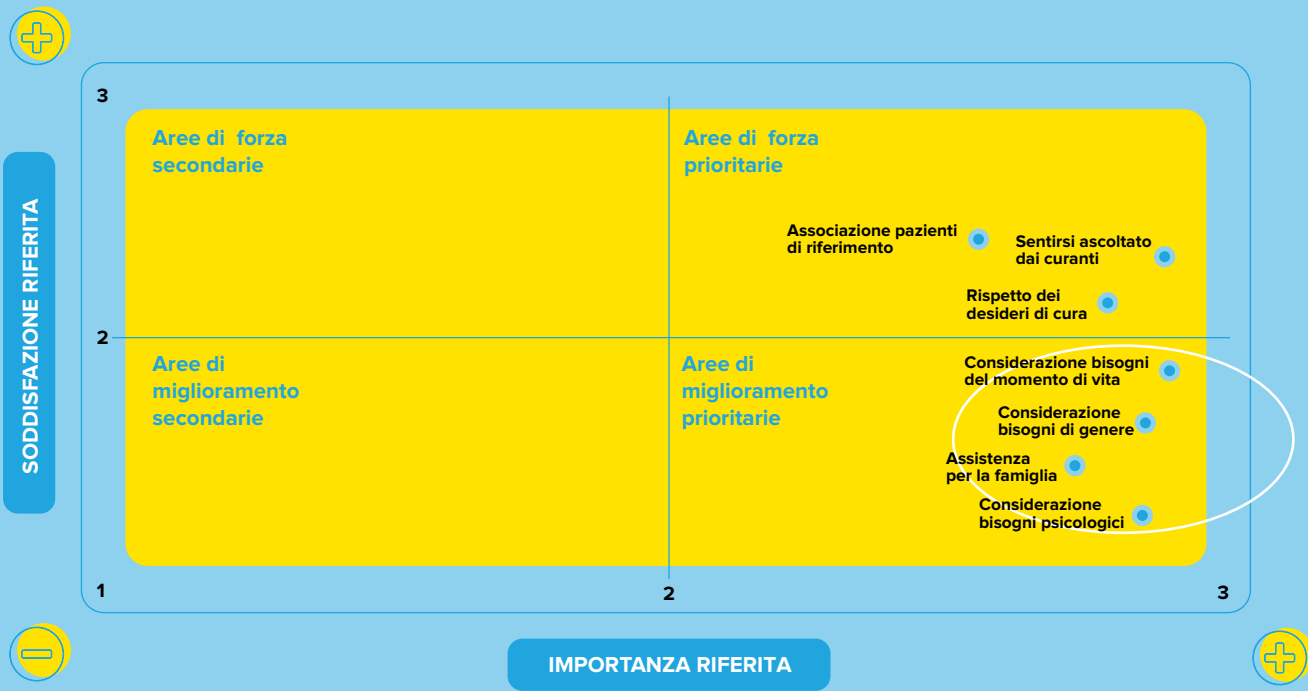 3
Aree di forza
secondarie
Aree di forza
prioritarie
SODDISFAZIONE RIFERITA
Associazione pazienti
di riferimento
Sentirsi ascoltato
dai curanti
Rispetto dei
desideri di cura
2
Aree di
miglioramento
secondarie
Aree di
miglioramento
prioritarie
Considerazione bisogni
del momento di vita
Considerazione
bisogni di genere
Assistenza
per la famiglia
Considerazione
bisogni psicologici
1
2
3
IMPORTANZA RIFERITA